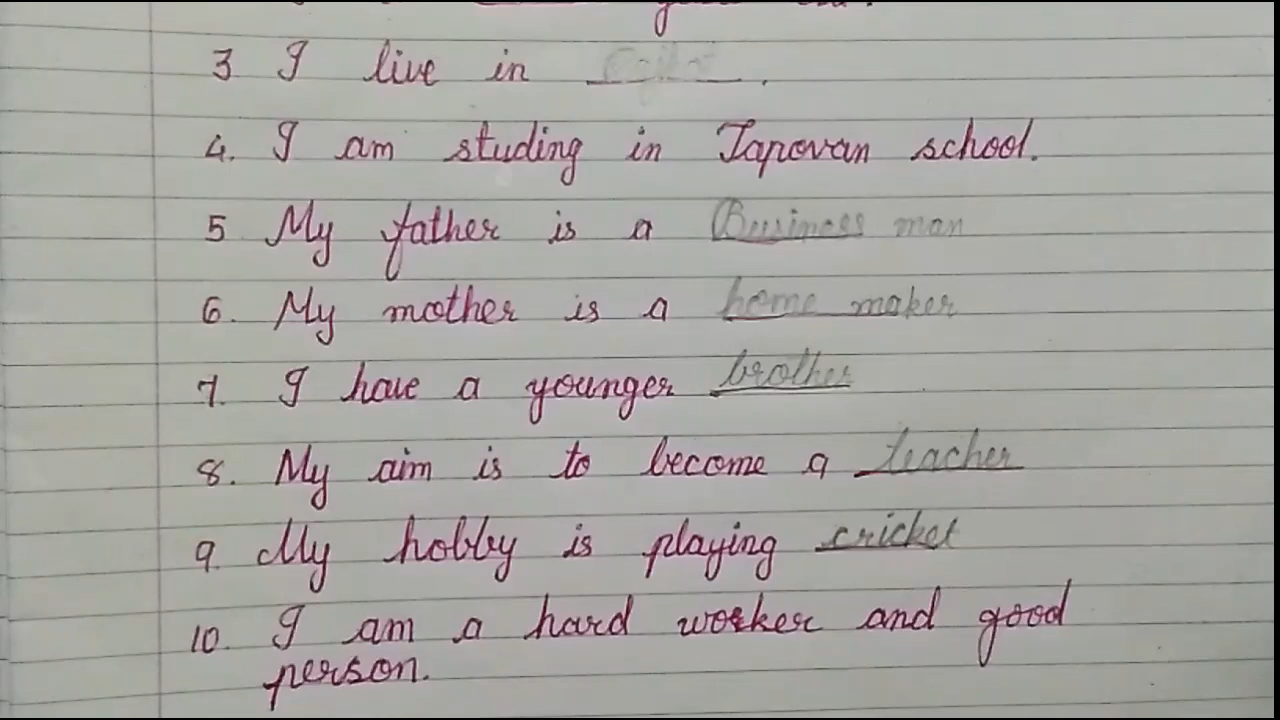 3 I live in .
4. I am studing in Tapovan school.
5 My father is a Business man
6. My mother is a home maker
7. I have a younger brother
8. My aim is to become a teacher
9. My hobby is playing cricket
10. I am a hard worker and good
person.